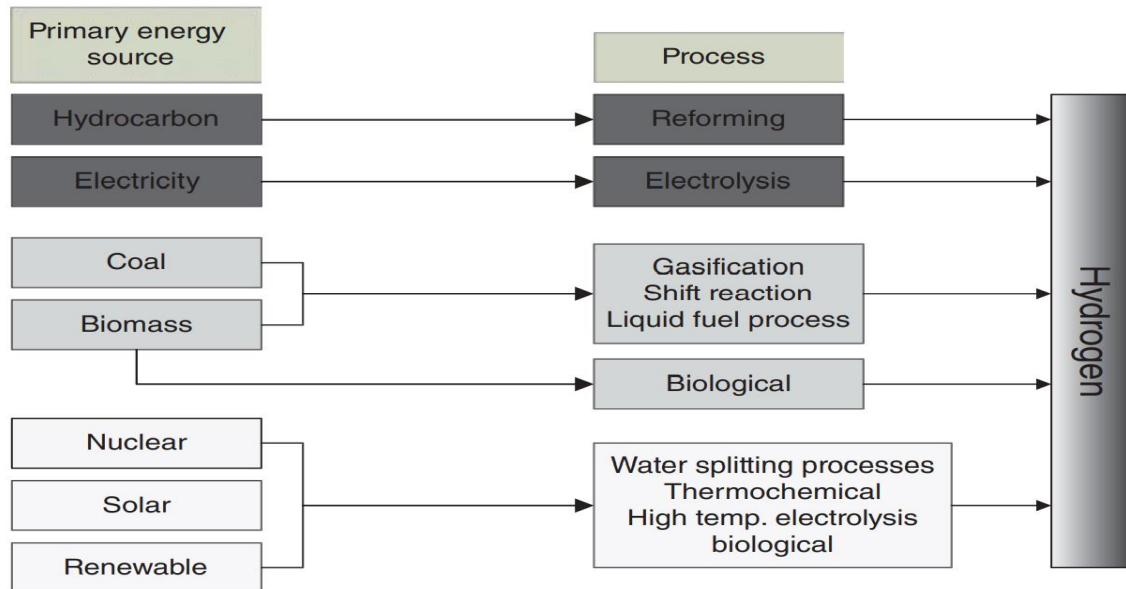 Primary energy
source
Process
Hydrocarbon
Reforming
Electricity
Electrolysis
Coal
Biomass
Gasification
Shift reaction
Liquid fuel process
Biological
Nuclear
Solar
Renewable
Water splitting processes
Thermochemical
High temp. electrolysis
biological
Hydrogen